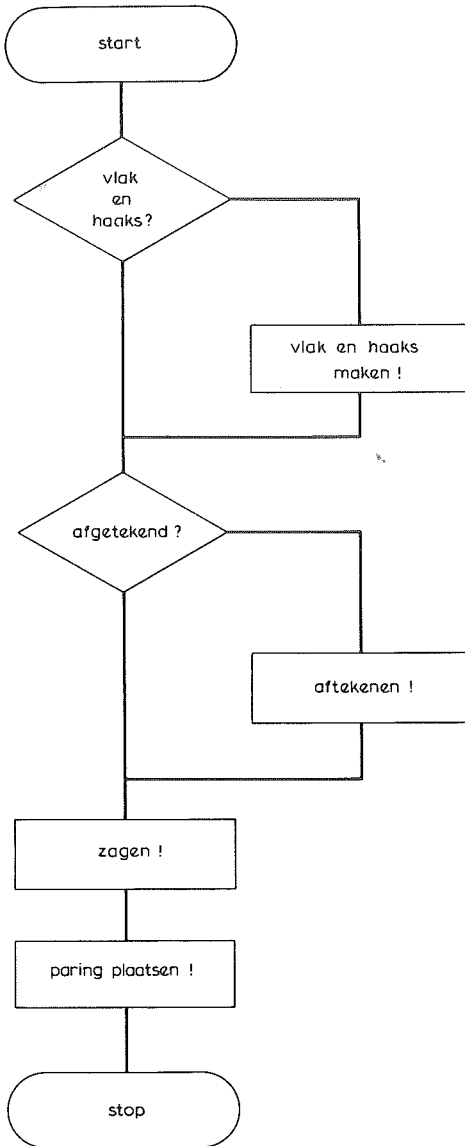 start
vlak
en
haaks?
vlak en haaks
maken !
afgetekend ?
aftekenen !
zagen !
paring plaatsen !
stop